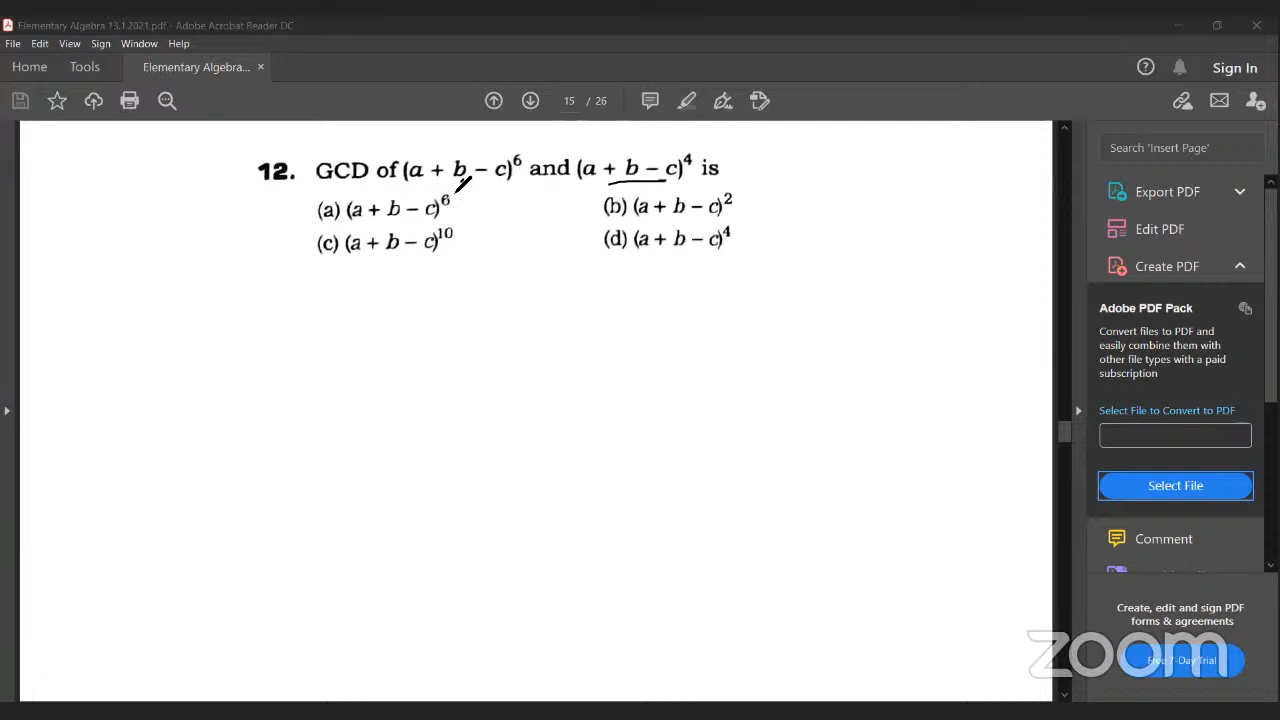 Elementary Algebra 13.1.2021.pdf - Adobe Acrobat Reader DC
File Edit View Sign Window Help
Home Tools Elementary Algebra... × Sign In
15 / 26
12. GCD of (a + b – c)⁶ and (a + b – c)⁴ is
(a) (a + b – c)⁶ (b) (a + b – c)²
(c) (a + b – c)¹⁰ (d) (a + b – c)⁴
Search 'Insert Page'
Export PDF
Edit PDF
Create PDF
Adobe PDF Pack
Convert files to PDF and
easily combine them with
other file types with a paid
subscription
Select File to Convert to PDF
Select File
Comment
Create, edit and sign PDF
forms & agreements
Free 7-Day Trial
zoom